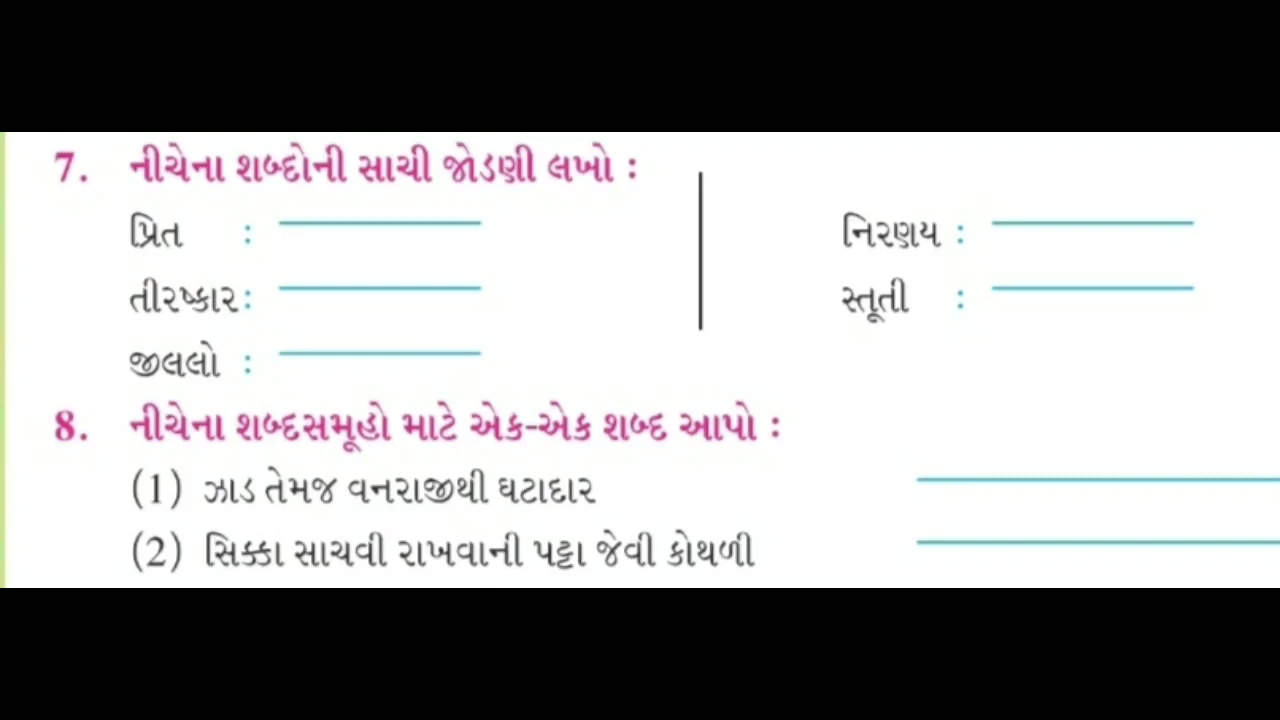 7. નીચેના શબ્દોની સાચી જોડણી લખો :
પ્રિત : નિરણય :
તીરષ્કાર : સ્તૂતી :
જીલલો :
8. નીચેના શબ્દસમૂહો માટે એક-એક શબ્દ આપો :
(1) ઝાડ તેમજ વનરાજીથી ઘટાદાર
(2) સિક્કા સાચવી રાખવાની પટ્ટા જેવી કોથળી